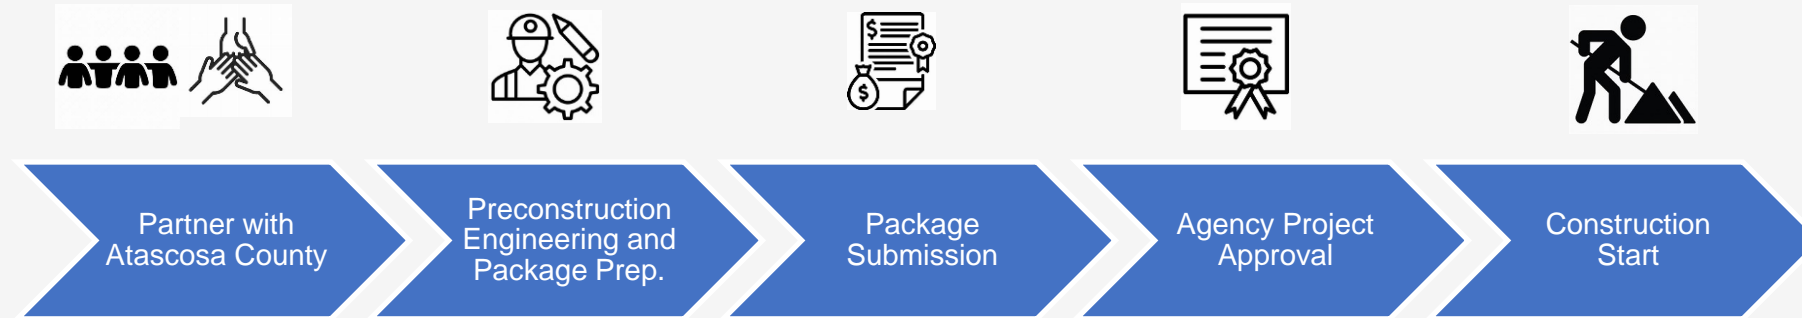 $
$
Partner with
Atascosa County
Preconstruction
Engineering and
Package Prep.
Package
Submission
Agency Project
Approval
Construction
Start